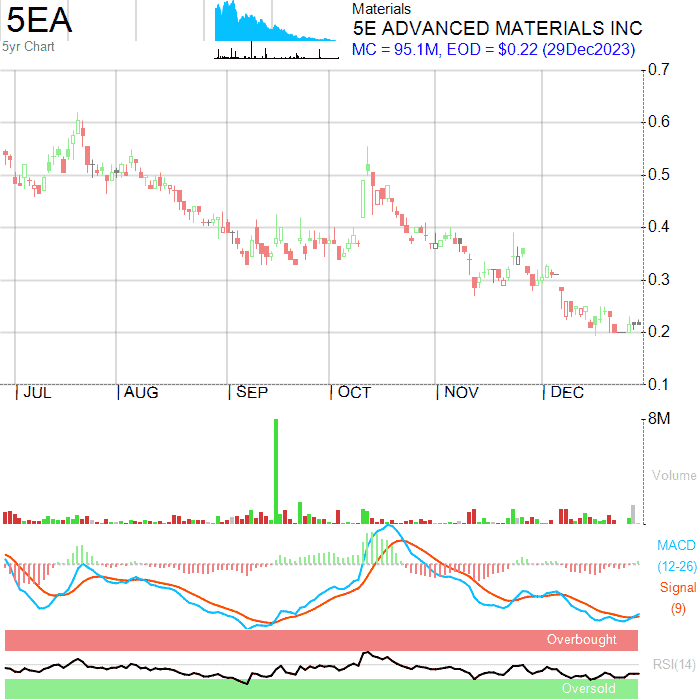 5EA
5yr Chart
Materials
5E ADVANCED MATERIALS INC
MC = 95.1M, EOD = $0.22 (29Dec2023)
0.7
0.6
0.5
0.4
0.3
0.2
0.1
JUL AUG SEP OCT NOV DEC
8M
Volume
MACD
(12-26)
Signal
(9)
Overbought
RSI(14)
Oversold